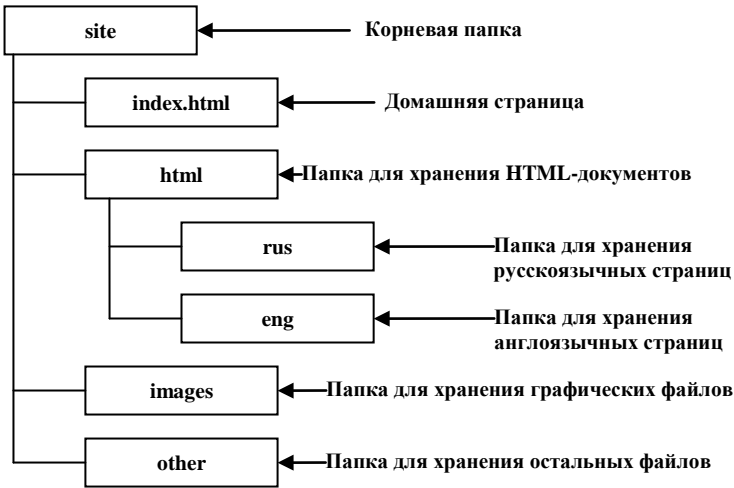 site
Корневая папка
index.html
Домашняя страница
html
Папка для хранения HTML-документов
rus
Папка для хранения
русскоязычных страниц
eng
Папка для хранения
англоязычных страниц
images
Папка для хранения графических файлов
other
Папка для хранения остальных файлов